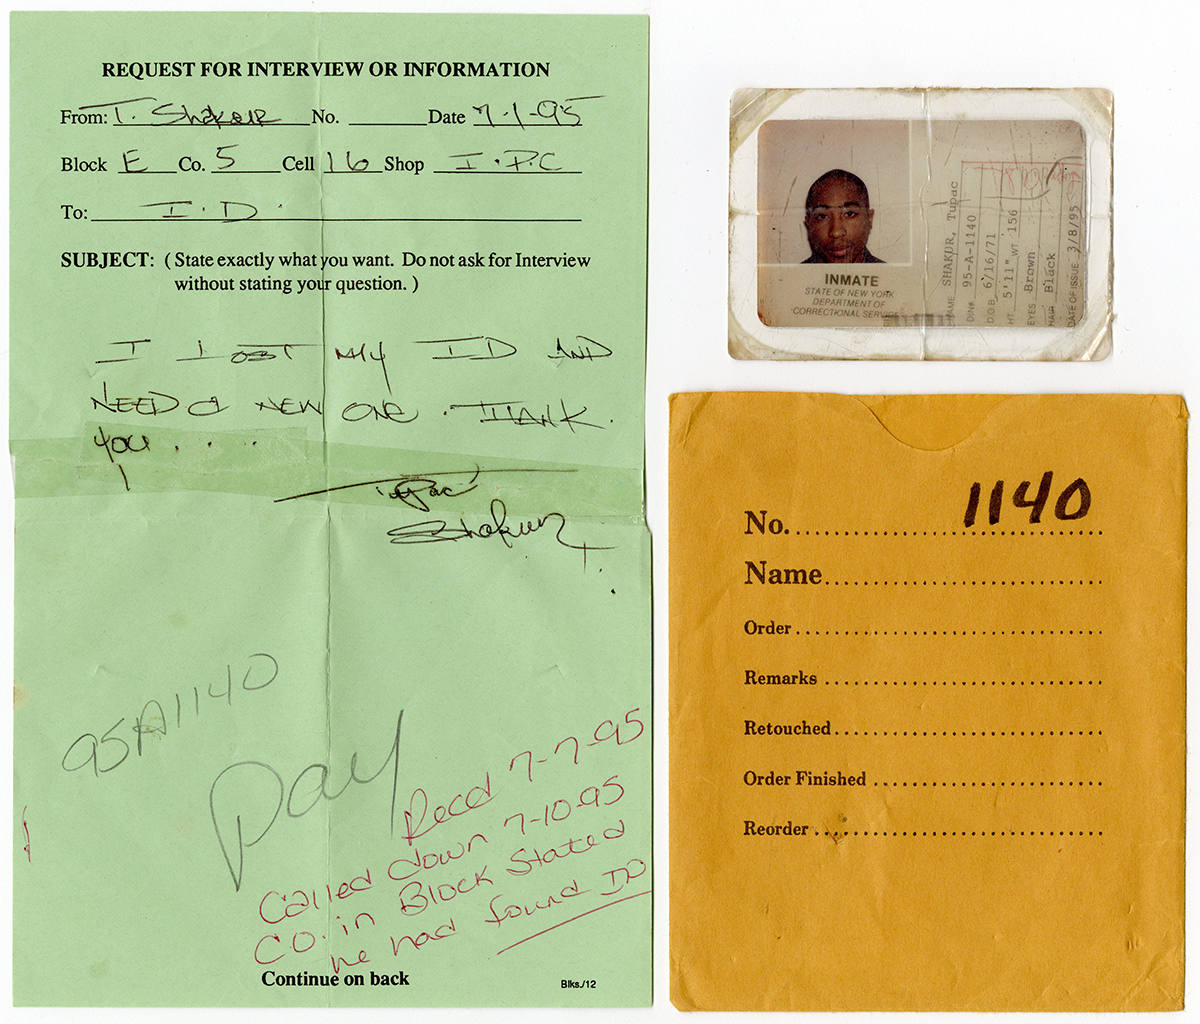 REQUEST FOR INTERVIEW OR INFORMATION
From: T. Shakur No. Date 7-1-95
Block E Co. 5 Cell 16 Shop I.P.C
To: I.D.
SUBJECT: ( State exactly what you want. Do not ask for Interview
without stating your question. )
I LOST MY ID AND
NEED a NEW ONE. THANK
you....
Tupac
Shakur
95A1140
Pay
Recd 7-7-95
Called down 7-10-95
CO. in Block Stated
he had found ID
Continue on back
Blks./12
INMATE
STATE OF NEW YORK
DEPARTMENT OF
CORRECTIONAL SERVICES
NAME SHAKUR, Tupac
DIN# 95-A-1140
D.O.B. 6/16/71
HT 5'11" WT 156
EYES Brown
HAIR Black
DATE OF ISSUE 3/8/95
1140
No.
Name
Order
Remarks
Retouched
Order Finished
Reorder